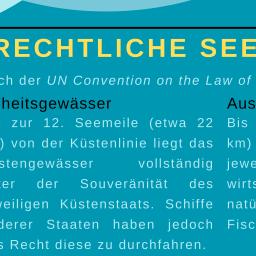 RECHTLICHE SEE
ch der UN Convention on the Law of
heitsgewässer
zur 12. Seemeile (etwa 22
) von der Küstenlinie liegt das
stengewässer vollständig
ter der Souveränität des
weiligen Küstenstaats. Schiffe
derer Staaten haben jedoch
s Recht diese zu durchfahren.
Aus
Bis
km)
jewe
wirts
natü
Fisc